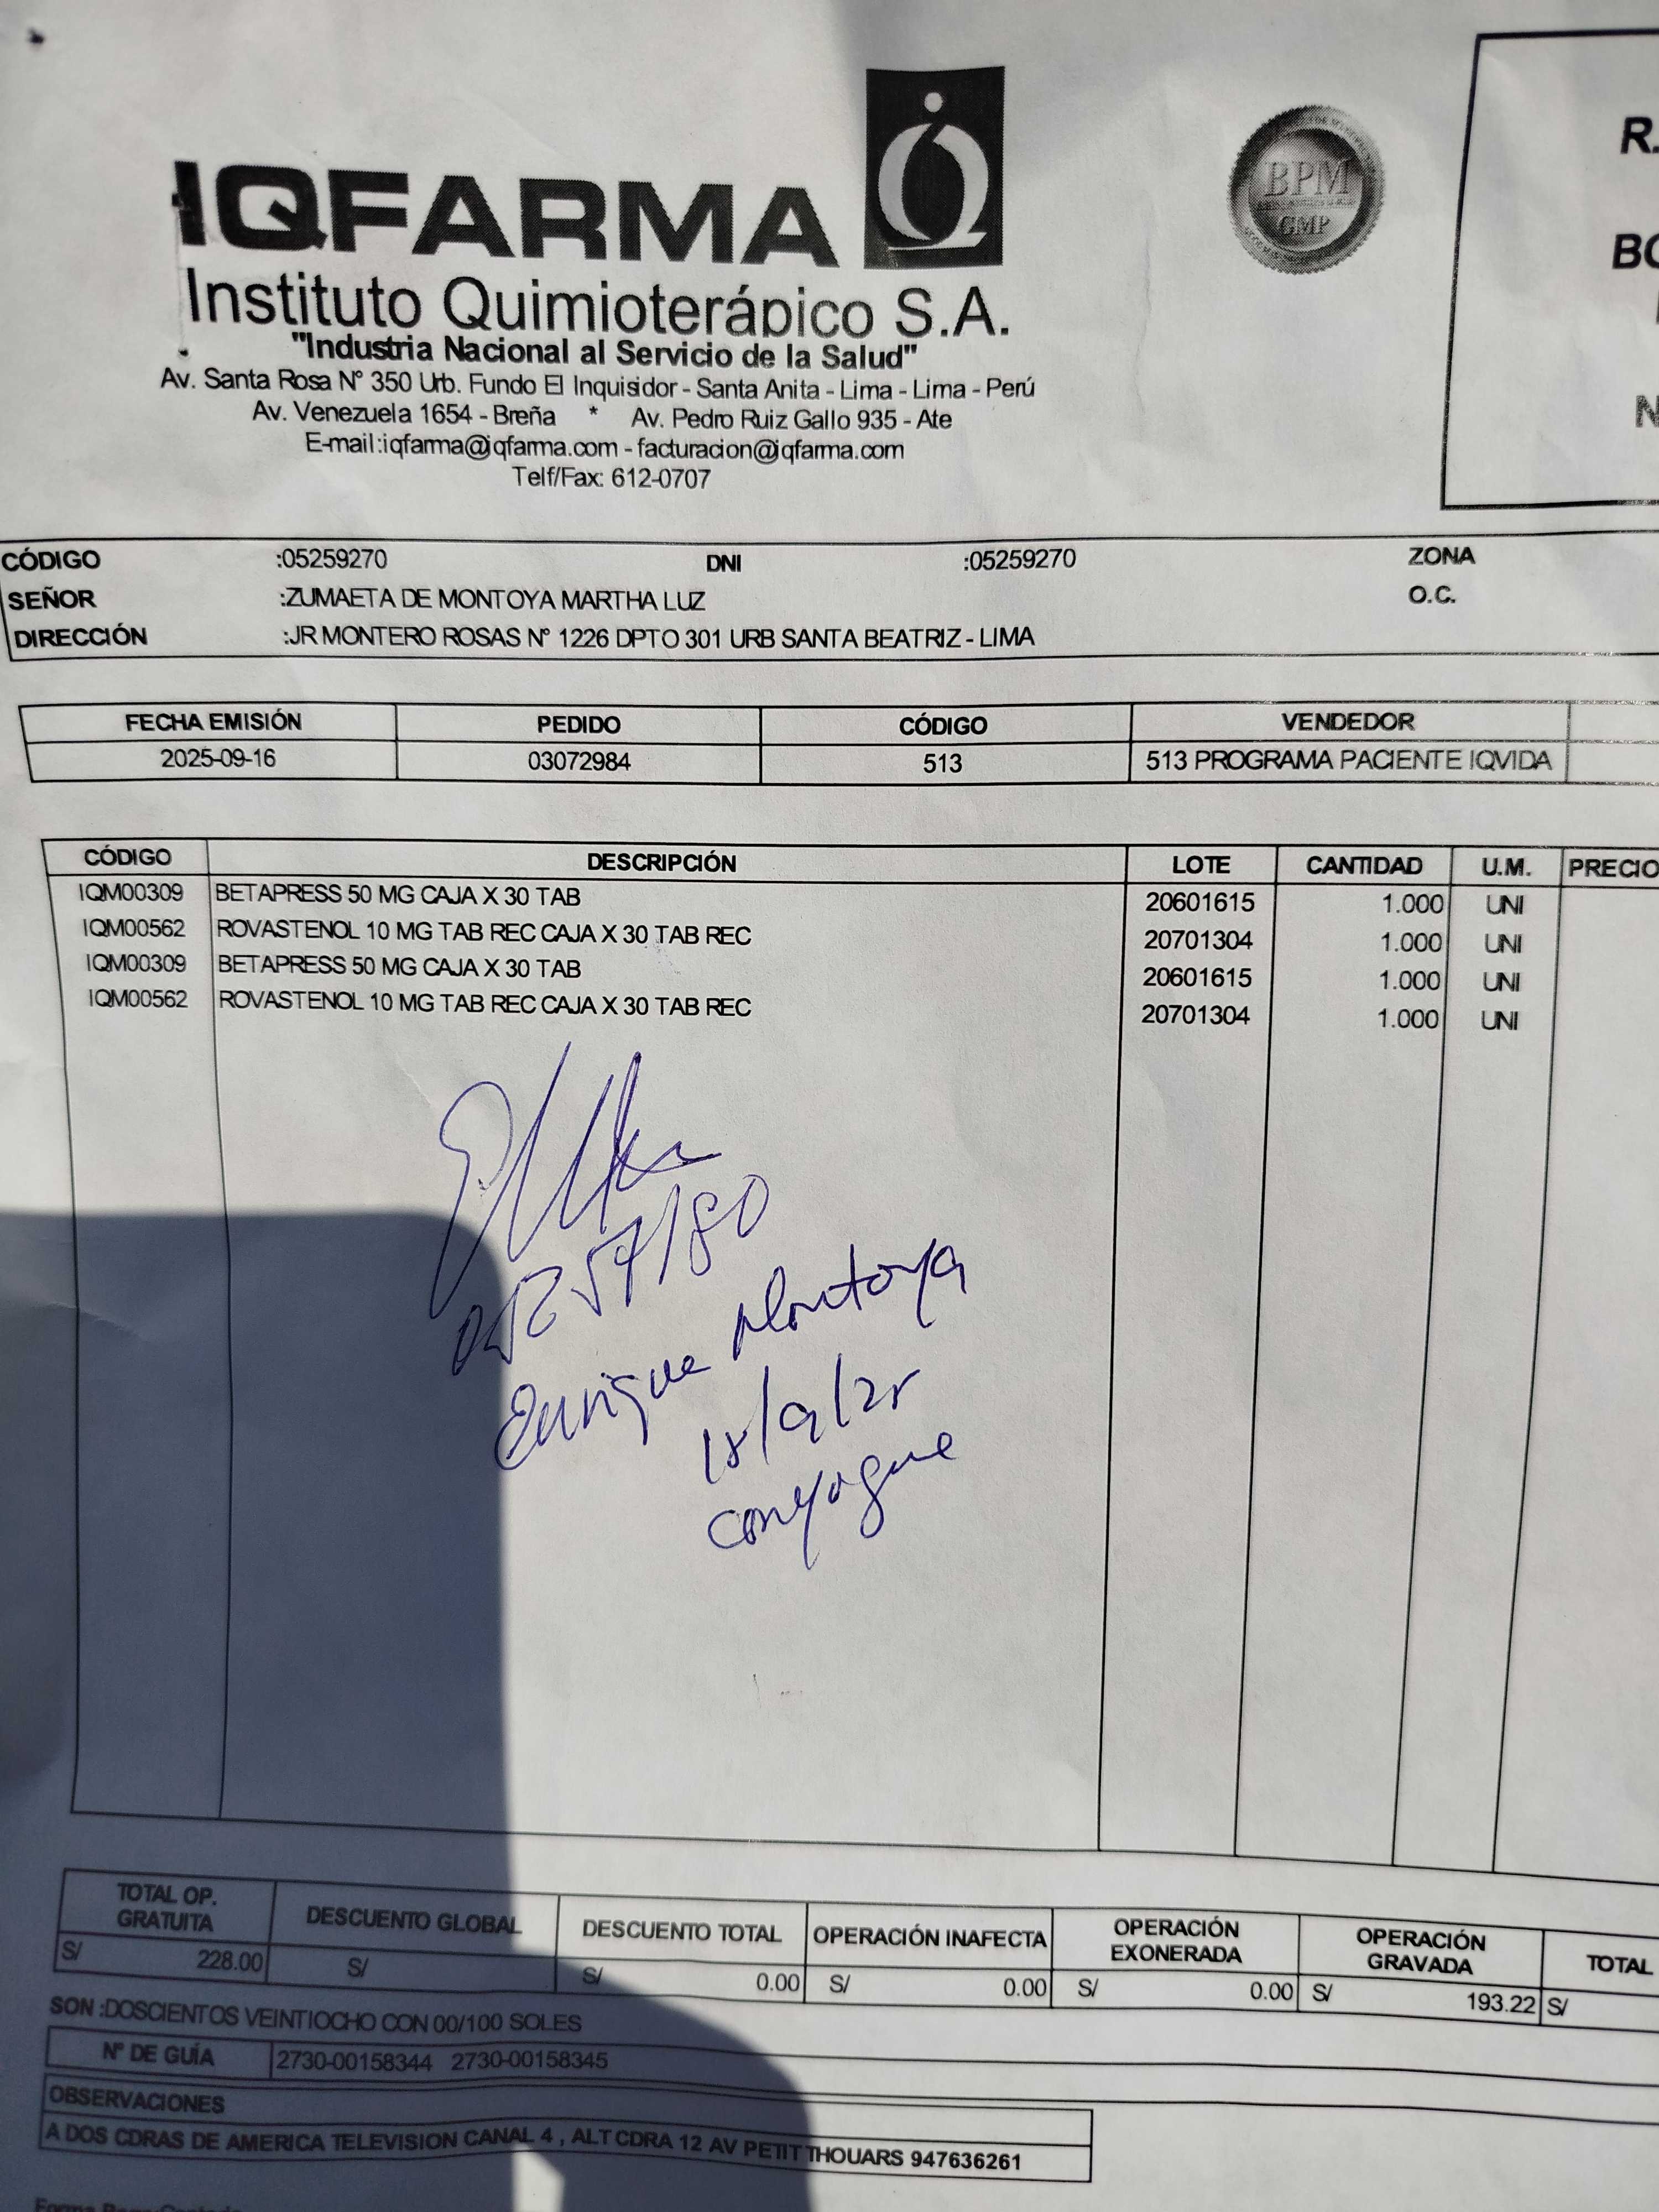 IQFARMA
BPM
GMP
R.
Instituto Quimioterápico S.A.
"Industria Nacional al Servicio de la Salud"
Av. Santa Rosa Nº 350 Urb. Fundo El Inquisidor - Santa Anita - Lima - Lima - Perú
Av. Venezuela 1654 - Breña * Av. Pedro Ruiz Gallo 935 - Ate
E-mail:iqfarma@iqfarma.com - facturacion@iqfarma.com
Telf/Fax: 612-0707
CÓDIGO :05259270 DNI :05259270 ZONA
SEÑOR :ZUMAETA DE MONTOYA MARTHA LUZ O.C.
DIRECCIÓN :JR MONTERO ROSAS Nº 1226 DPTO 301 URB SANTA BEATRIZ - LIMA
FECHA EMISIÓN PEDIDO CÓDIGO VENDEDOR
2025-09-16 03072984 513 513 PROGRAMA PACIENTE IQVIDA
CÓDIGO DESCRIPCIÓN LOTE CANTIDAD U.M. PRECIO
IQM00309 BETAPRESS 50 MG CAJA X 30 TAB 20601615 1.000 UNI
IQM00562 ROVASTENOL 10 MG TAB REC CAJA X 30 TAB REC 20701304 1.000 UNI
IQM00309 BETAPRESS 50 MG CAJA X 30 TAB 20601615 1.000 UNI
IQM00562 ROVASTENOL 10 MG TAB REC CAJA X 30 TAB REC 20701304 1.000 UNI
Enrique Montoya
18/9/25
TOTAL OP. GRATUITA DESCUENTO GLOBAL DESCUENTO TOTAL OPERACIÓN INAFECTA OPERACIÓN EXONERADA OPERACIÓN GRAVADA TOTAL
S/ 228.00 S/ S/ 0.00 S/ 0.00 S/ 0.00 S/ 193.22 S/
SON :DOSCIENTOS VEINTIOCHO CON 00/100 SOLES
Nº DE GUÍA 2730-00158344 2730-00158345
OBSERVACIONES
A DOS CDRAS DE AMERICA TELEVISION CANAL 4 , ALT CDRA 12 AV PETIT THOUARS 947636261